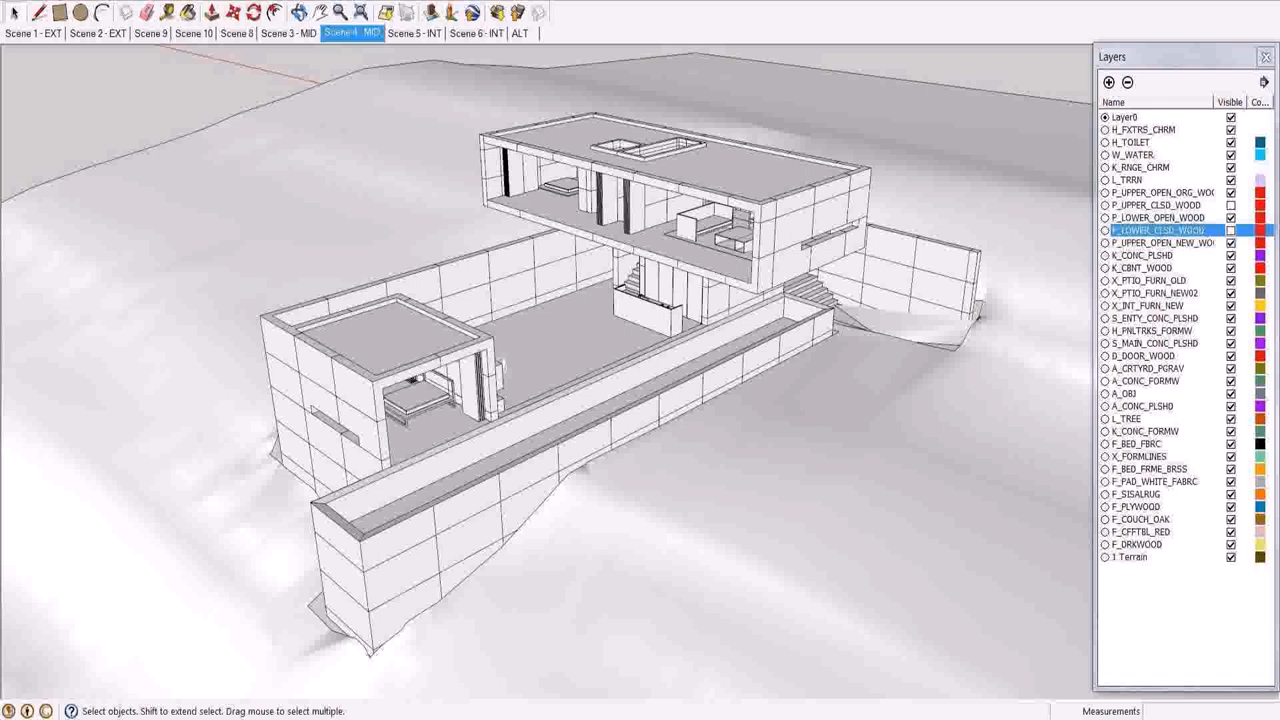 Scene 1 - EXT Scene 2 - EXT Scene 9 Scene 10 Scene 8 Scene 3 - MID Scene 4 - MID Scene 5 - INT Scene 6 - INT ALT
Layers
Name Visible Co...
Layer0
H_FXTRS_CHRM
H_TOILET
W_WATER
K_RNGE_CHRM
L_TRRN
P_UPPER_OPEN_ORG_WO
P_UPPER_CLSD_WOOD
P_LOWER_OPEN_WOOD
P_LOWER_CLSD_WOOD
P_UPPER_OPEN_NEW_WO
K_CONC_PLSHD
K_CBNT_WOOD
X_PTIO_FURN_OLD
X_PTIO_FURN_NEW02
X_INT_FURN_NEW
S_ENTY_CONC_PLSHD
H_PNLTRKS_FORMW
S_MAIN_CONC_PLSHD
D_DOOR_WOOD
A_CRTYRD_PGRAV
A_CONC_FORMW
A_OBJ
A_CONC_PLSHD
L_TREE
K_CONC_FORMW
F_BED_FBRC
X_FORMLINES
F_BED_FRME_BRSS
F_PAD_WHITE_FABRC
F_SISALRUG
F_PLYWOOD
F_COUCH_OAK
F_CFFTBL_RED
F_DRKWOOD
1 Terrain
Select objects. Shift to extend select. Drag mouse to select multiple.
Measurements